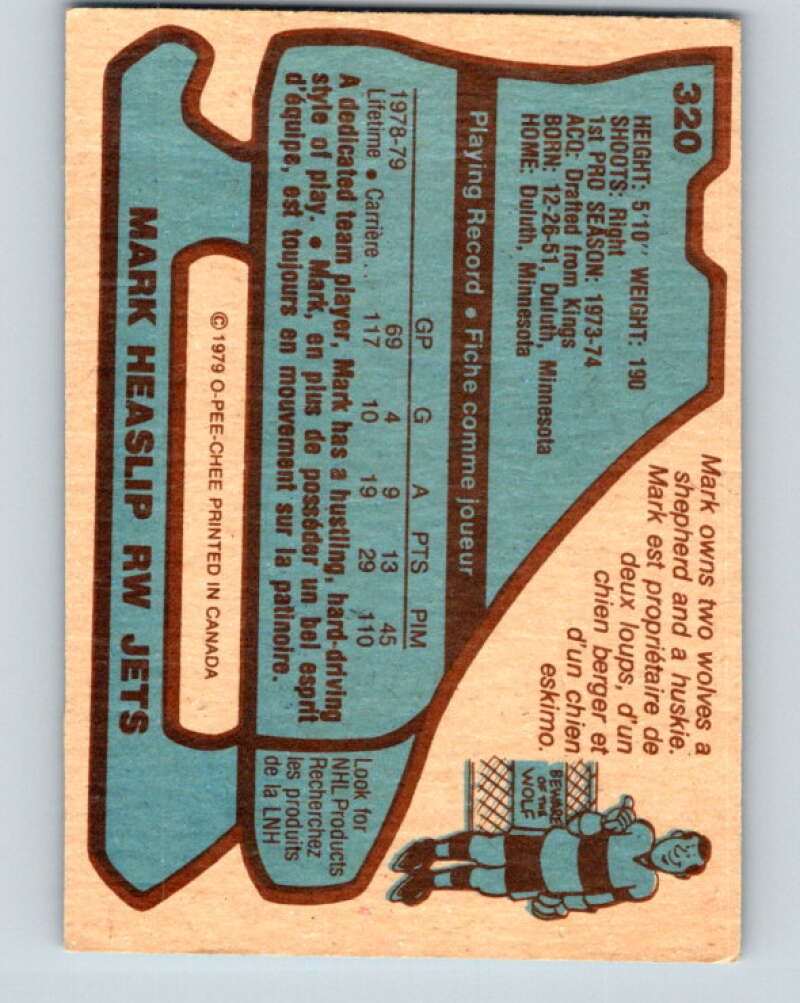 320
HEIGHT: 5'10" WEIGHT: 190
SHOOTS: Right
1st PRO SEASON: 1973-74
ACQ: Drafted from Kings
BORN: 12-26-51, Duluth, Minnesota
HOME: Duluth, Minnesota
Mark owns two wolves a
shepherd and a huskie.
Mark est propriétaire de
deux loups, d'un
chien berger et
d'un chien
eskimo.
BEWARE
OF THE
WOLF
Playing Record • Fiche comme joueur
GP G A PTS PIM
1978-79 69 4 9 13 45
Lifetime • Carrière .. 117 10 19 29 110
A dedicated team player, Mark has a hustling, hard-driving
style of play. • Mark, en plus de posséder un bel esprit
d'équipe, est toujours en mouvement sur la patinoire.
Look for
NHL Products
Recherchez
les produits
de la LNH
© 1979 O-PEE-CHEE PRINTED IN CANADA
MARK HEASLIP RW JETS